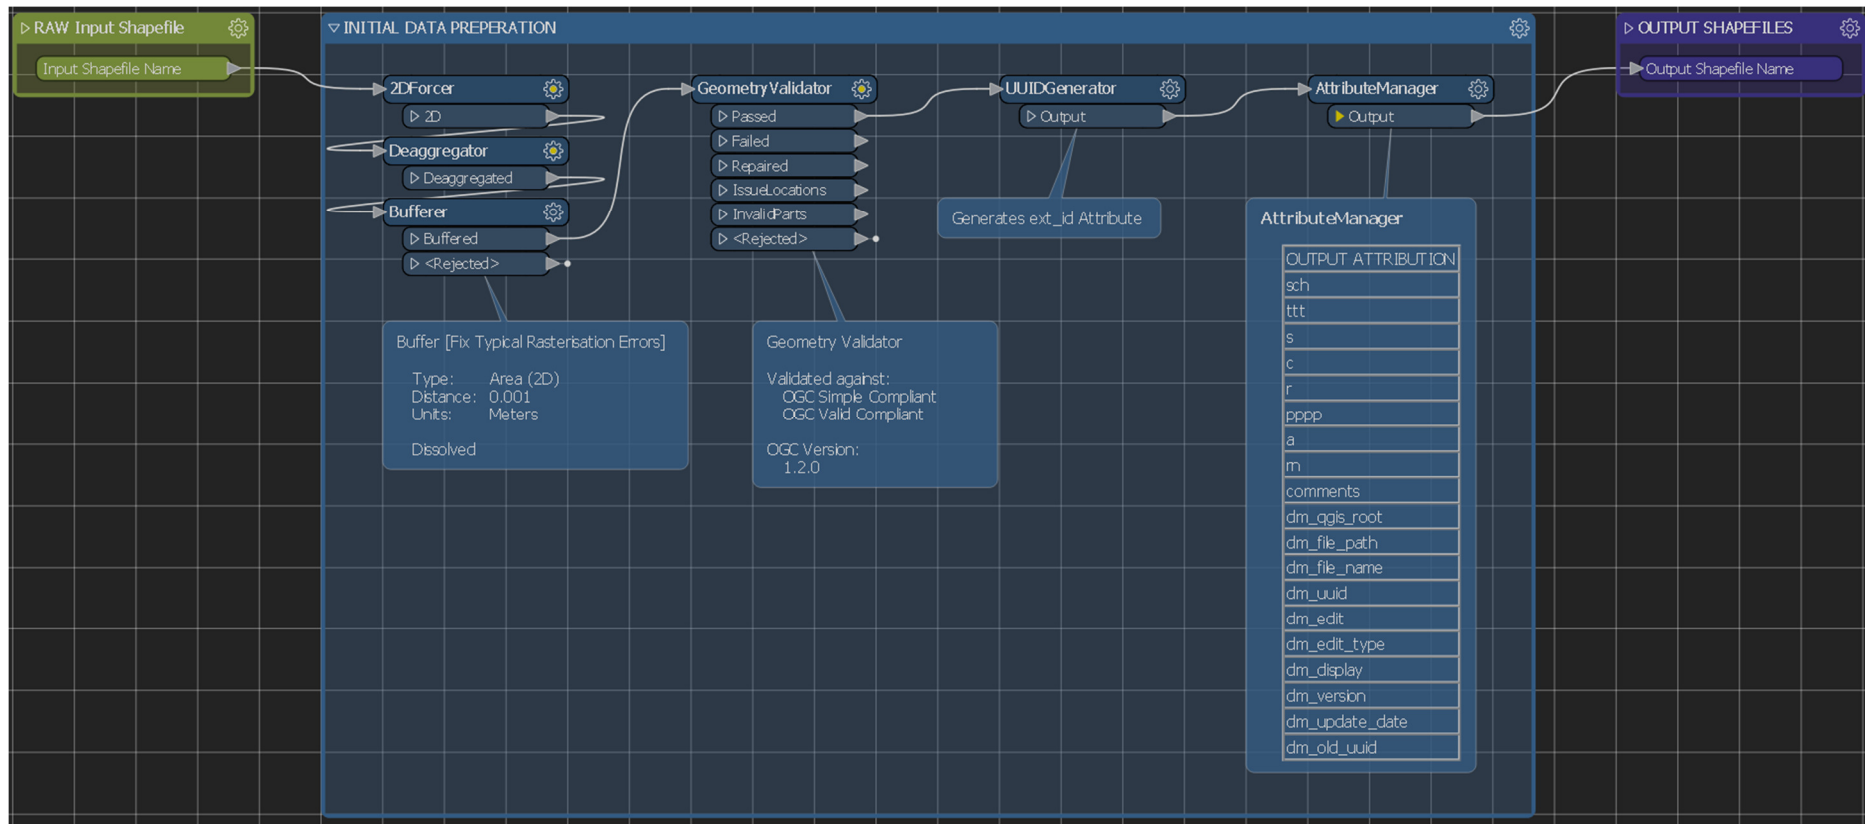 RAW Input Shapefile
Input Shapefile Name
INITIAL DATA PREPERATION
2DForcer
2D
Deaggregator
Deaggregated
Bufferer
Buffered
<Rejected>
Buffer [Fix Typical Rasterisation Errors]
Type: Area (2D)
Distance: 0.001
Units: Meters
Dissolved
GeometryValidator
Passed
Failed
Repaired
IssueLocations
InvalidParts
<Rejected>
Geometry Validator
Validated against:
OGC Simple Compliant
OGC Valid Compliant
OGC Version:
1.2.0
UUIDGenerator
Output
Generates ext_id Attribute
AttributeManager
Output
AttributeManager
OUTPUT ATTRIBUTION
sch
ttt
s
c
r
pppp
a
rn
comments
dm_qgis_root
dm_file_path
dm_file_name
dm_uuid
dm_edit
dm_edit_type
dm_display
dm_version
dm_update_date
dm_old_uuid
OUTPUT SHAPEFILES
Output Shapefile Name